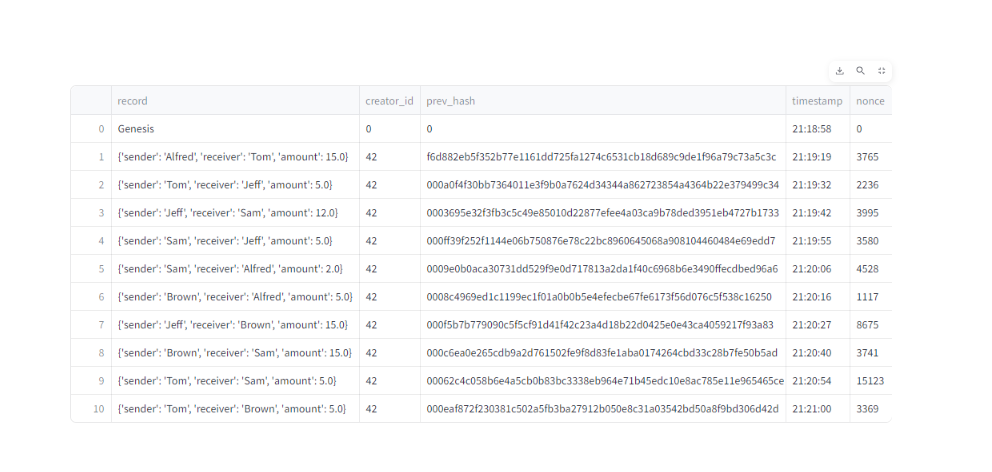 record creator_id prev_hash timestamp nonce
0 Genesis 0 0 21:18:58 0
1 {'sender': 'Alfred', 'receiver': 'Tom', 'amount': 15.0} 42 f6d882eb5f352b77e1161dd725fa1274c6531cb18d689c9de1f96a79c73a5c3c 21:19:19 3765
2 {'sender': 'Tom', 'receiver': 'Jeff', 'amount': 5.0} 42 000a0f4f30bb7364011e3f9b0a7624d34344a862723854a4364b22e379499c34 21:19:32 2236
3 {'sender': 'Jeff', 'receiver': 'Sam', 'amount': 12.0} 42 0003695e32f3fb3c5c49e85010d22877efee4a03ca9b78ded3951eb4727b1733 21:19:42 3995
4 {'sender': 'Sam', 'receiver': 'Jeff', 'amount': 5.0} 42 000ff39f252f1144e06b750876e78c22bc8960645068a908104460484e69edd7 21:19:55 3580
5 {'sender': 'Sam', 'receiver': 'Alfred', 'amount': 2.0} 42 0009e0b0aca30731dd529f9e0d717813a2da1f40c6968b6e3490ffecdbed96a6 21:20:06 4528
6 {'sender': 'Brown', 'receiver': 'Alfred', 'amount': 5.0} 42 0008c4969ed1c1199ec1f01a0b0b5e4efecbe67fe6173f56d076c5f538c16250 21:20:16 1117
7 {'sender': 'Jeff', 'receiver': 'Brown', 'amount': 15.0} 42 000f5b7b779090c5f5cf91d41f42c23a4d18b22d0425e0e43ca4059217f93a83 21:20:27 8675
8 {'sender': 'Brown', 'receiver': 'Sam', 'amount': 15.0} 42 000c6ea0e265cdb9a2d761502fe9f8d83fe1aba0174264cbd33c28b7fe50b5ad 21:20:40 3741
9 {'sender': 'Tom', 'receiver': 'Sam', 'amount': 5.0} 42 00062c4c058b6e4a5cb0b83bc3338eb964e71b45edc10e8ac785e11e965465ce 21:20:54 15123
10 {'sender': 'Tom', 'receiver': 'Brown', 'amount': 5.0} 42 000eaf872f230381c502a5fb3ba27912b050e8c31a03542bd50a8f9bd306d42d 21:21:00 3369